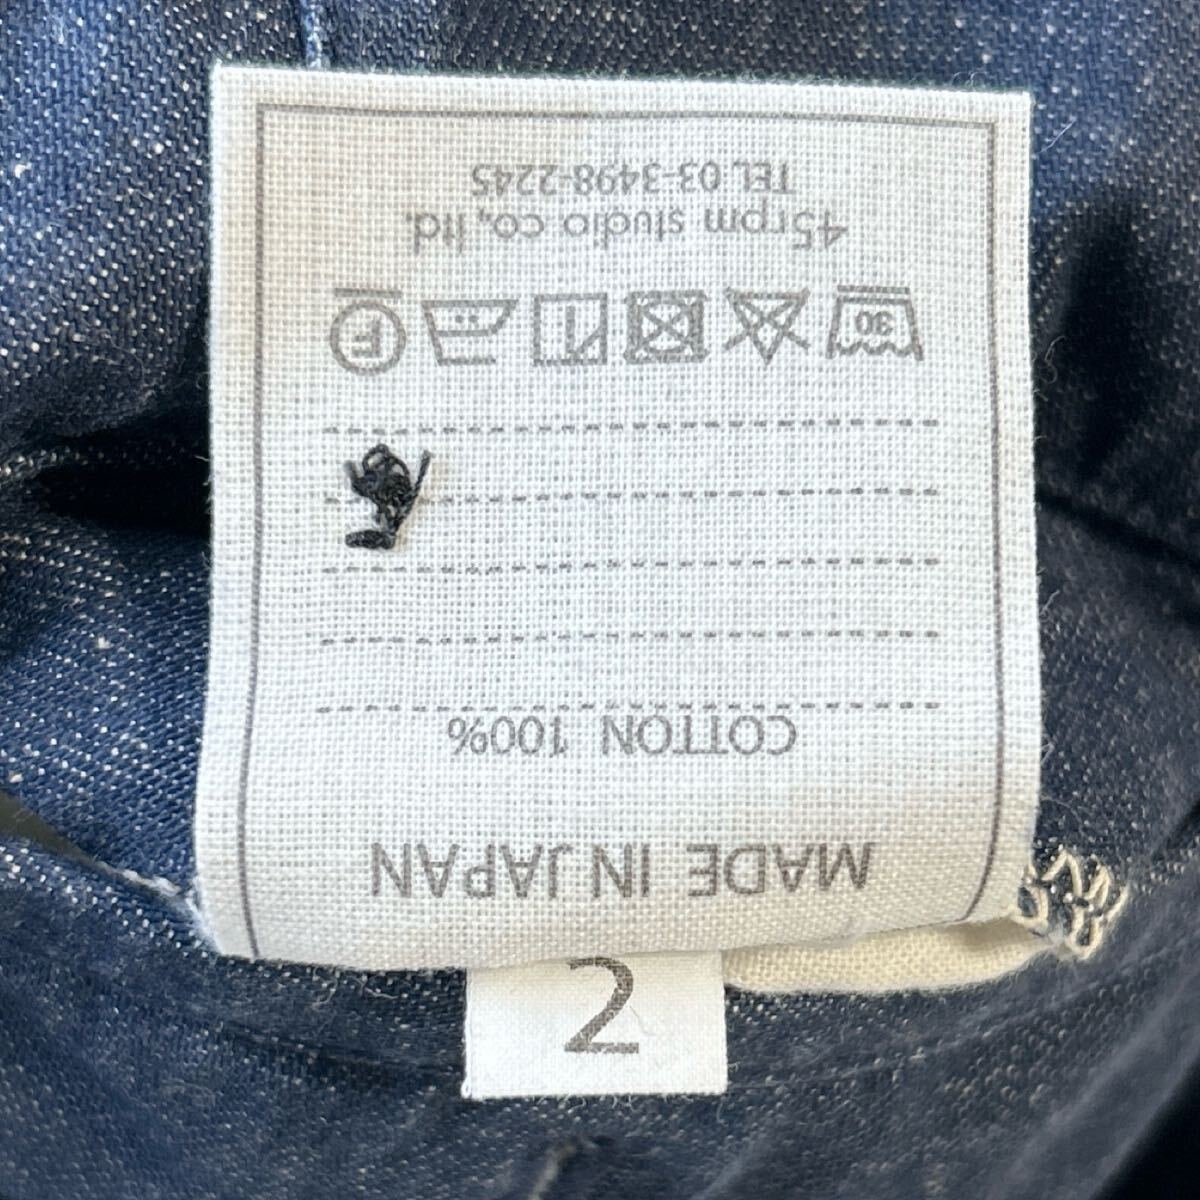 MADE IN JAPAN
COTTON 100%
30
F
45rpm studio co,.ltd.
TEL 03-3498-2245
2